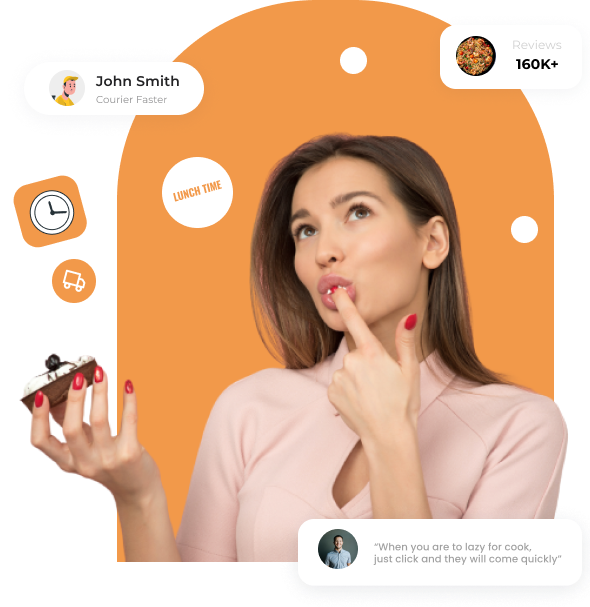 Reviews
160K+
John Smith
Courier Faster
LUNCH TIME
“When you are to lazy for cook,
just click and they will come quickly”